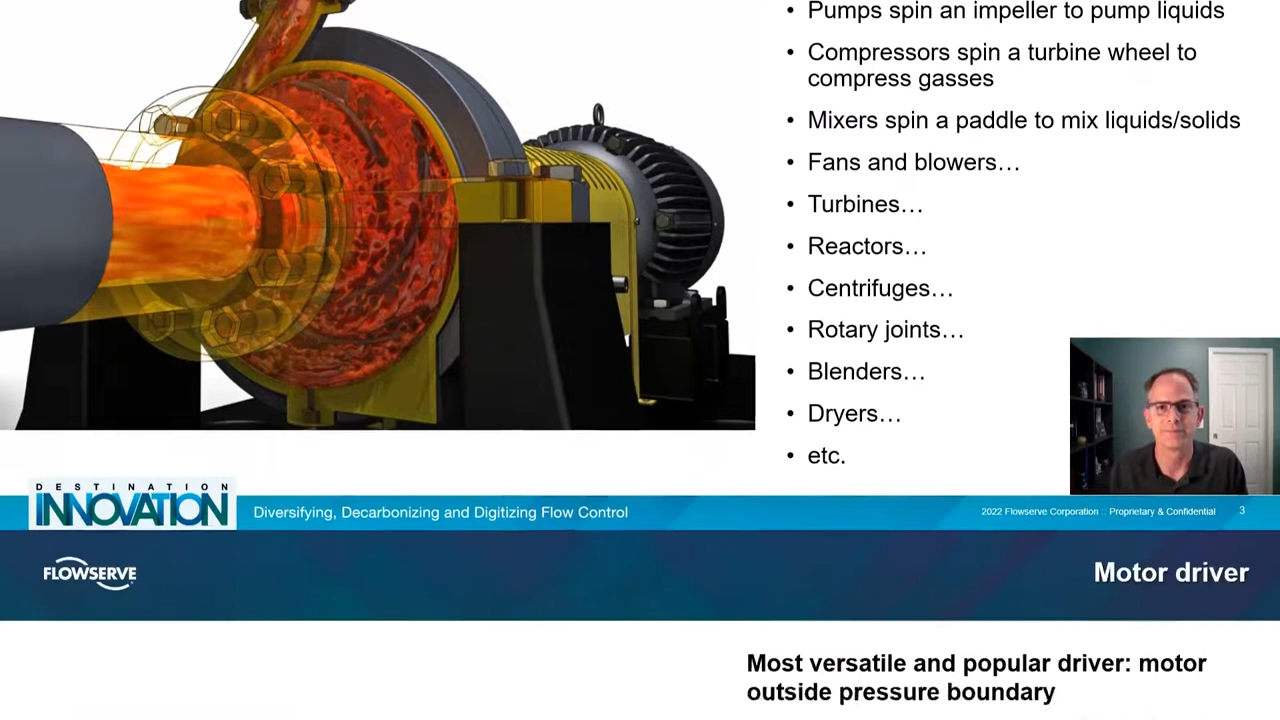 • Pumps spin an impeller to pump liquids
• Compressors spin a turbine wheel to
compress gasses
• Mixers spin a paddle to mix liquids/solids
• Fans and blowers…
• Turbines…
• Reactors…
• Centrifuges…
• Rotary joints…
• Blenders…
• Dryers…
• etc.
DESTINATION
INNOVATION
Diversifying, Decarbonizing and Digitizing Flow Control
2022 Flowserve Corporation :: Proprietary & Confidential
3
FLOWSERVE
Motor driver
Most versatile and popular driver: motor
outside pressure boundary